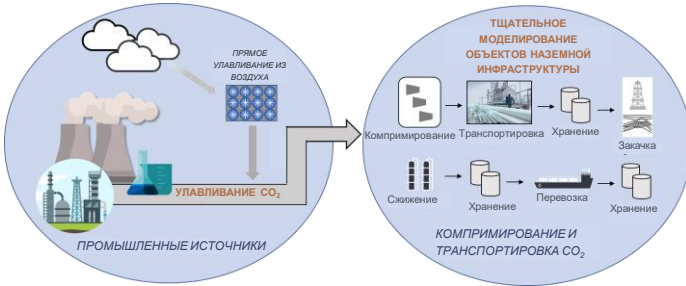 ПРЯМОЕ
УЛАВЛИВАНИЕ ИЗ
ВОЗДУХА
УЛАВЛИВАНИЕ CO₂
ПРОМЫШЛЕННЫЕ ИСТОЧНИКИ
ТЩАТЕЛЬНОЕ
МОДЕЛИРОВАНИЕ
ОБЪЕКТОВ НАЗЕМНОЙ
ИНФРАСТРУКТУРЫ
Компримирование
Транспортировка
Хранение
Закачка
Сжижение
Хранение
Перевозка
Хранение
КОМПРИМИРОВАНИЕ И
ТРАНСПОРТИРОВКА CO₂